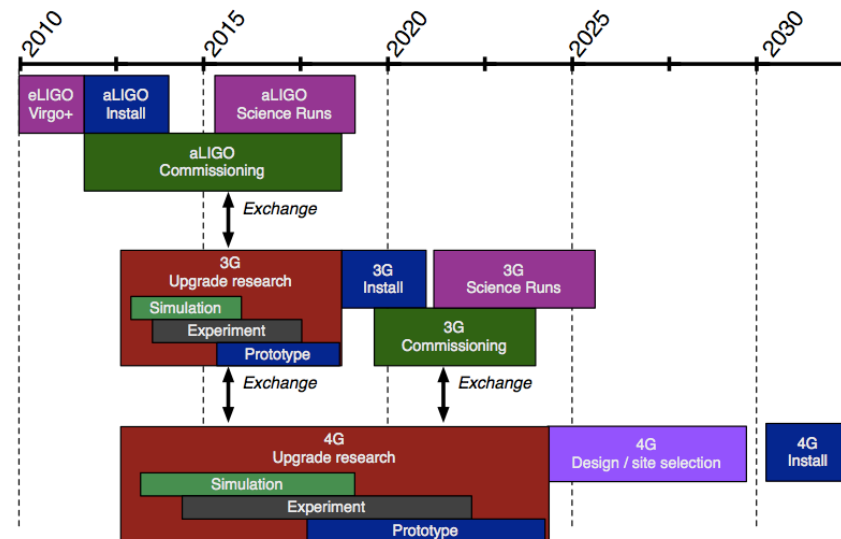 2010
2015
2020
2025
2030
eLIGO
Virgo+
aLIGO
Install
aLIGO
Science Runs
aLIGO
Commissioning
Exchange
3G
Upgrade research
Simulation
Experiment
Prototype
3G
Install
3G
Science Runs
3G
Commissioning
Exchange
Exchange
4G
Upgrade research
Simulation
Experiment
Prototype
4G
Design / site selection
4G
Install